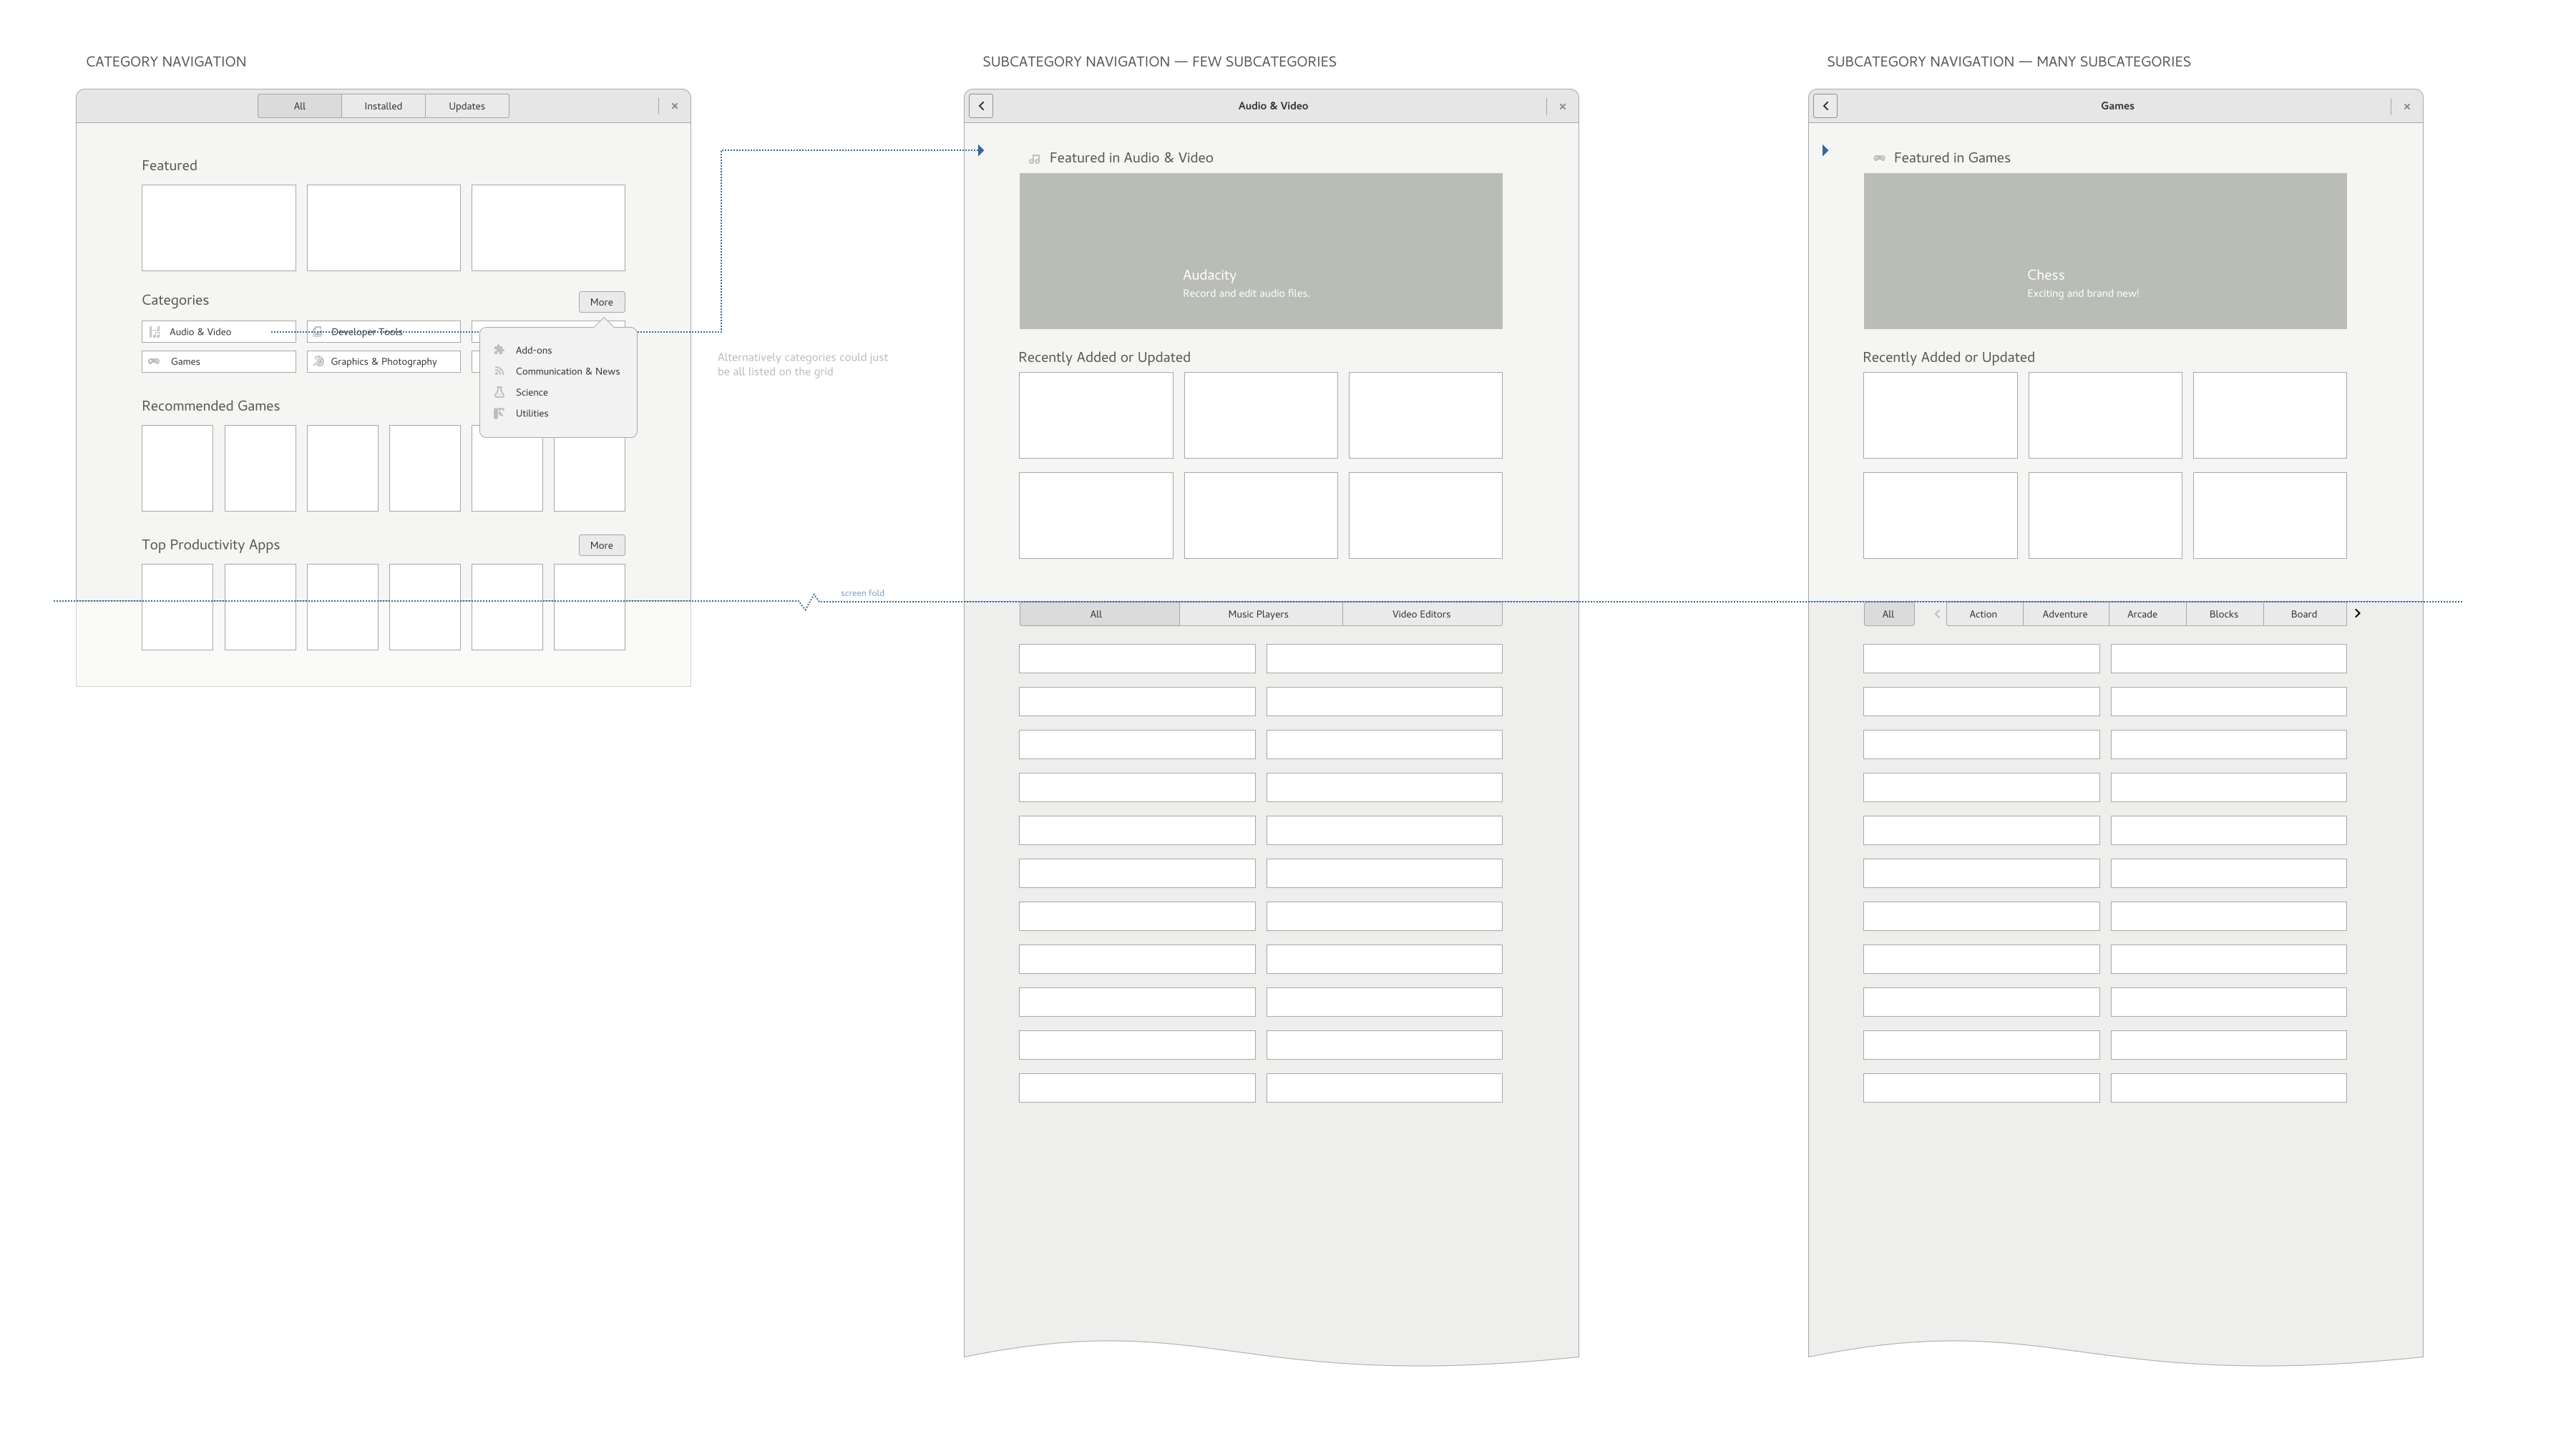 CATEGORY NAVIGATION
All
Installed
Updates
Featured
Categories
More
Audio & Video
Developer Tools
Games
Graphics & Photography
Add-ons
Communication & News
Science
Utilities
Recommended Games
Top Productivity Apps
More
Alternatively categories could just
be all listed on the grid
screen fold
SUBCATEGORY NAVIGATION — FEW SUBCATEGORIES
Audio & Video
Featured in Audio & Video
Audacity
Record and edit audio files.
Recently Added or Updated
All
Music Players
Video Editors
SUBCATEGORY NAVIGATION — MANY SUBCATEGORIES
Games
Featured in Games
Chess
Exciting and brand new!
Recently Added or Updated
All
Action
Adventure
Arcade
Blocks
Board